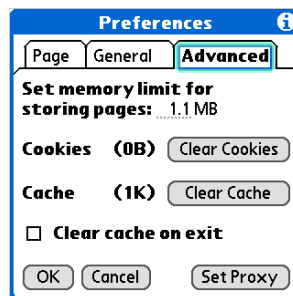 Preferences i
Page General Advanced
Set memory limit for
storing pages: 1.1 MB
Cookies (0B) Clear Cookies
Cache (1K) Clear Cache
Clear cache on exit
OK Cancel Set Proxy